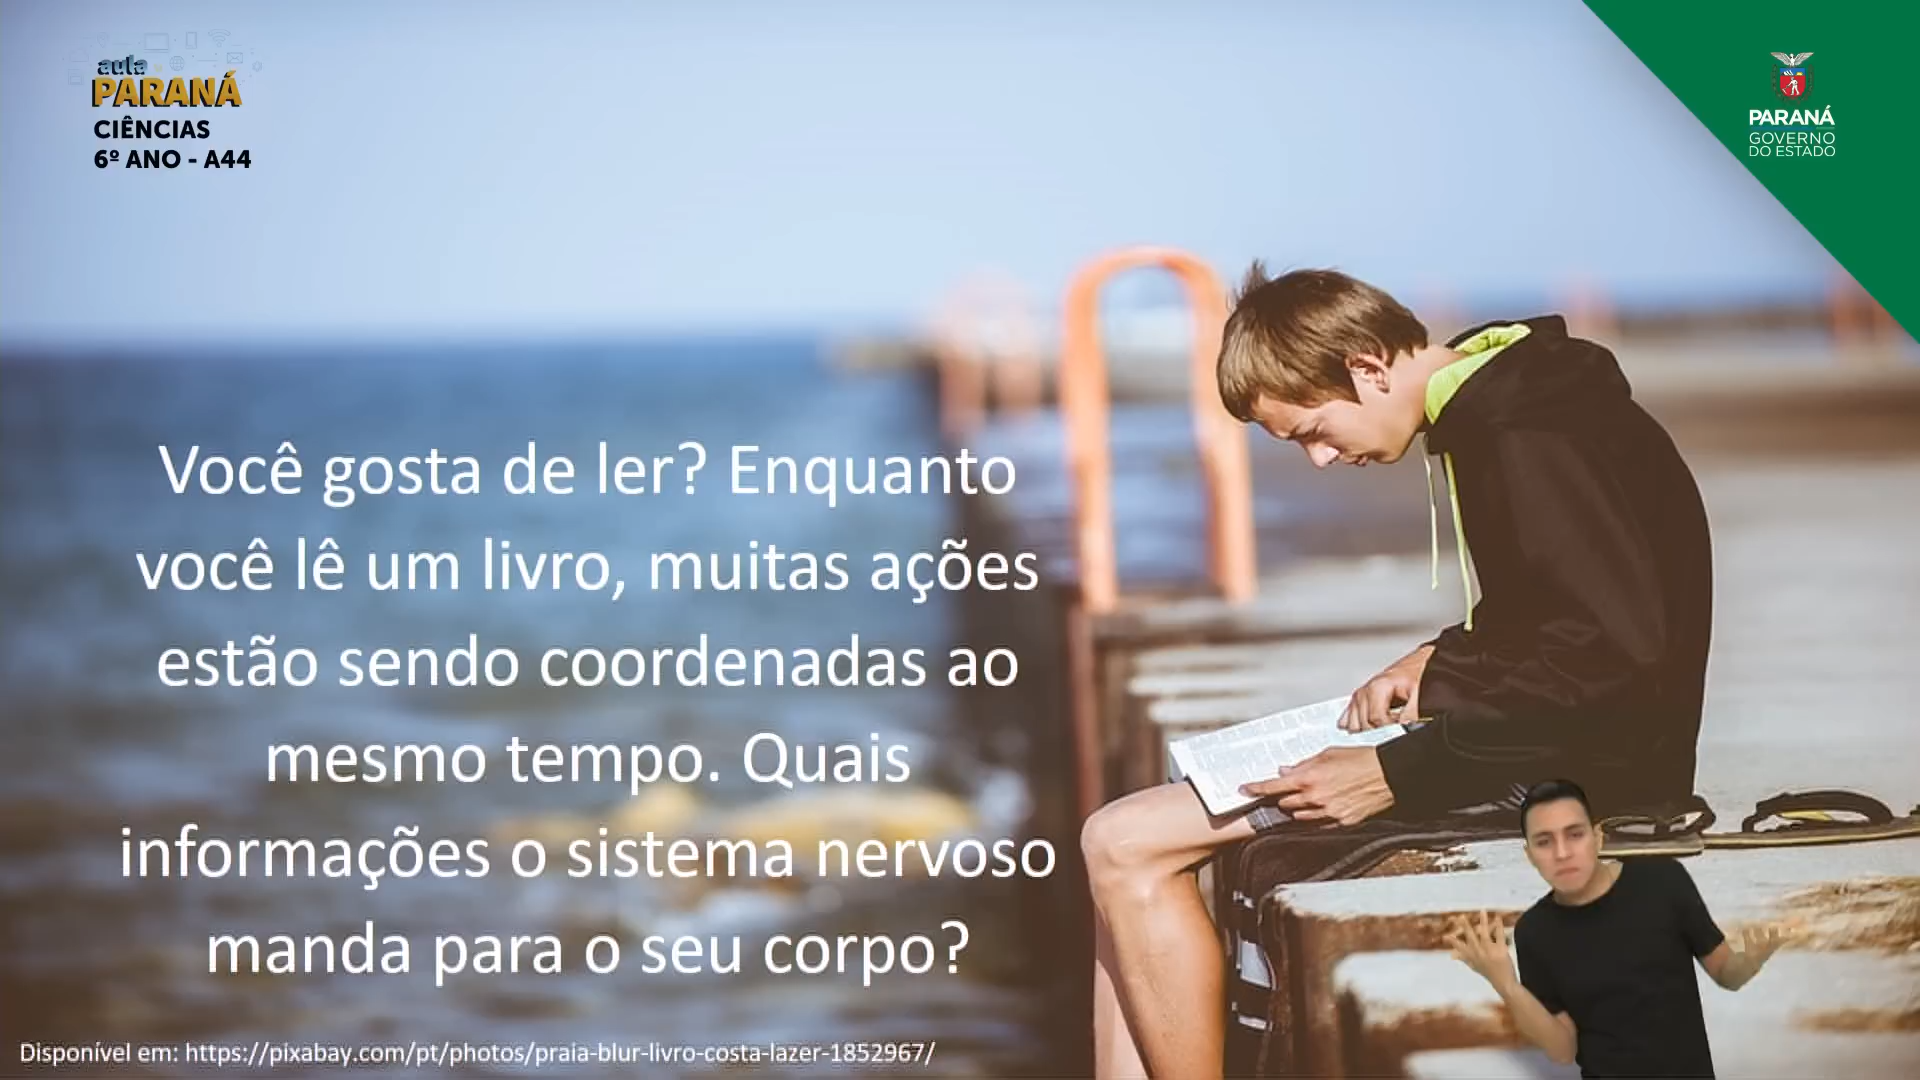 aula
PARANÁ
CIÊNCIAS
6º ANO - A44
PARANÁ
GOVERNO
DO ESTADO
Você gosta de ler? Enquanto
você lê um livro, muitas ações
estão sendo coordenadas ao
mesmo tempo. Quais
informações o sistema nervoso
manda para o seu corpo?
Disponível em: https://pixabay.com/pt/photos/praia-blur-livro-costa-lazer-1852967/